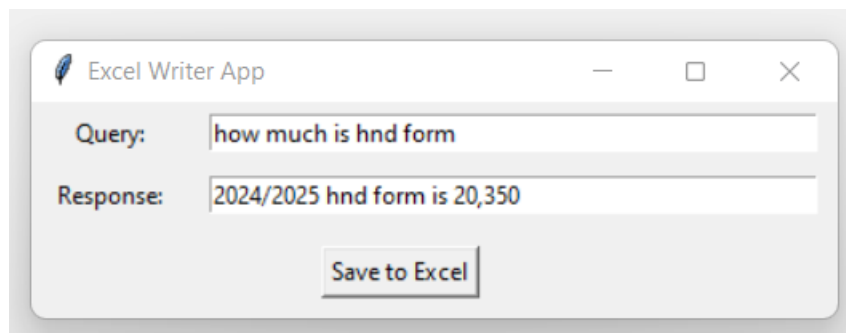 Excel Writer App
Query: how much is hnd form
Response: 2024/2025 hnd form is 20,350
Save to Excel